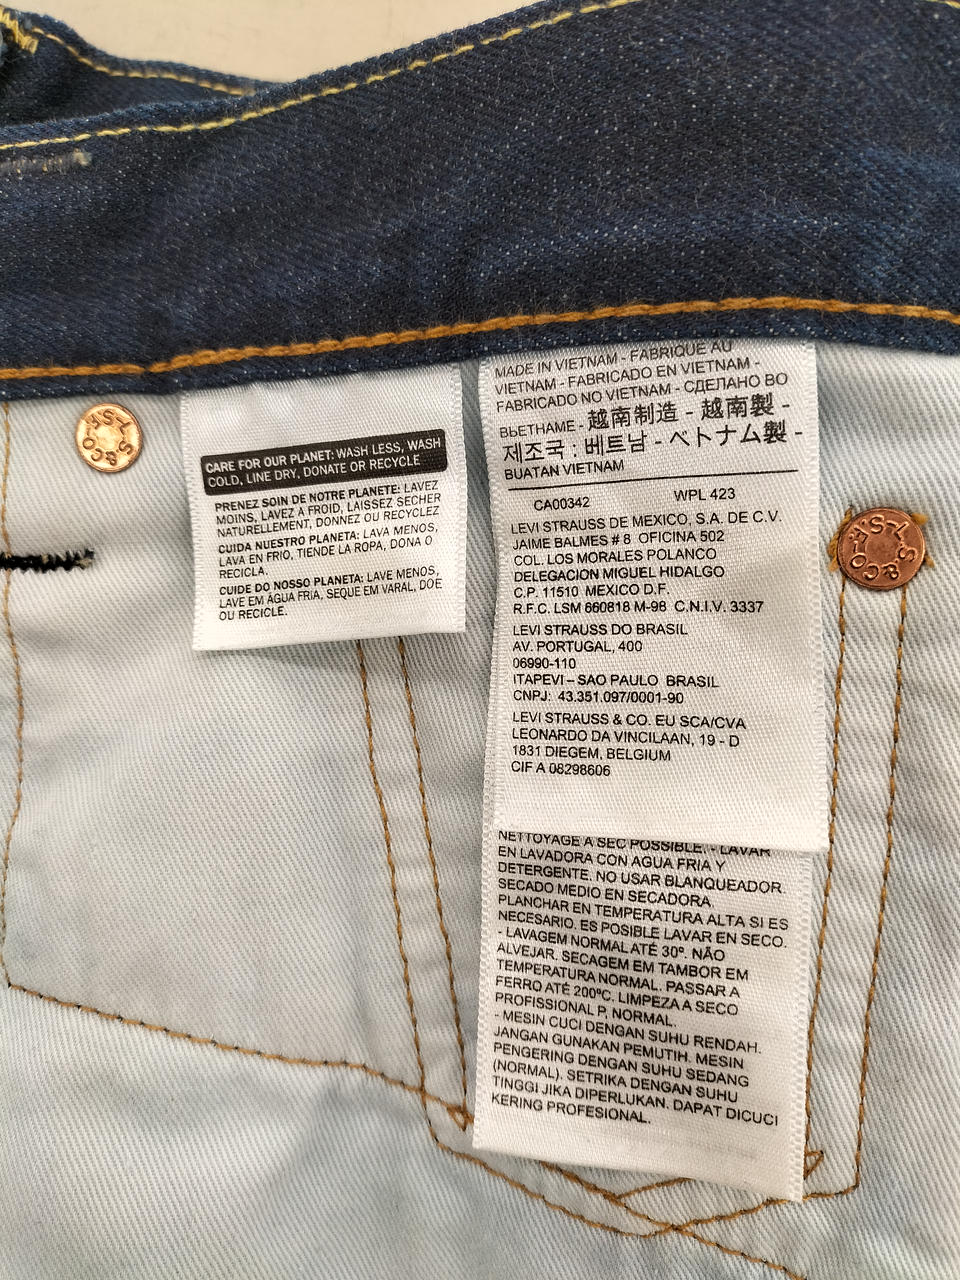 CARE FOR OUR PLANET: WASH LESS, WASH
COLD, LINE DRY, DONATE OR RECYCLE
PRENEZ SOIN DE NOTRE PLANETE: LAVEZ
MOINS, LAVEZ A FROID, LAISSEZ SECHER
NATURELLEMENT, DONNEZ OU RECYCLEZ
CUIDA NUESTRO PLANETA: LAVA MENOS,
LAVA EN FRIO, TIENDE LA ROPA, DONA O
RECICLA.
CUIDE DO NOSSO PLANETA: LAVE MENOS,
LAVE EM ÁGUA FRIA, SEQUE EM VARAL, DOE
OU RECICLE.
MADE IN VIETNAM - FABRIQUE AU
VIETNAM - FABRICADO EN VIETNAM -
FABRICADO NO VIETNAM - СДЕЛАНО ВО
ВЬЕТНАМЕ - 越南制造 - 越南製 -
제조국 : 베트남 - ベトナム製 -
BUATAN VIETNAM
CA00342 WPL 423
LEVI STRAUSS DE MEXICO, S.A. DE C.V.
JAIME BALMES # 8 OFICINA 502
COL. LOS MORALES POLANCO
DELEGACION MIGUEL HIDALGO
C.P. 11510 MEXICO D.F.
R.F.C. LSM 860818 M-98 C.N.I.V. 3337
LEVI STRAUSS DO BRASIL
AV. PORTUGAL, 400
06990-110
ITAPEVI – SAO PAULO BRASIL
CNPJ: 43.351.097/0001-90
LEVI STRAUSS & CO. EU SCA/CVA
LEONARDO DA VINCILAAN, 19 - D
1831 DIEGEM, BELGIUM
CIF A 08298606
NETTOYAGE A SEC POSSIBLE. - LAVAR
EN LAVADORA CON AGUA FRIA Y
DETERGENTE. NO USAR BLANQUEADOR.
SECADO MEDIO EN SECADORA.
PLANCHAR EN TEMPERATURA ALTA SI ES
NECESARIO. ES POSIBLE LAVAR EN SECO.
- LAVAGEM NORMAL ATÉ 30º. NÃO
ALVEJAR. SECAGEM EM TAMBOR EM
TEMPERATURA NORMAL. PASSAR A
FERRO ATÉ 200ºC. LIMPEZA A SECO
PROFISSIONAL P, NORMAL.
- MESIN CUCI DENGAN SUHU RENDAH.
JANGAN GUNAKAN PEMUTIH. MESIN
PENGERING DENGAN SUHU SEDANG
(NORMAL). SETRIKA DENGAN SUHU
TINGGI JIKA DIPERLUKAN. DAPAT DICUCI
KERING PROFESIONAL.
L.S. & CO. S.F.
L.S. & CO. S.F.